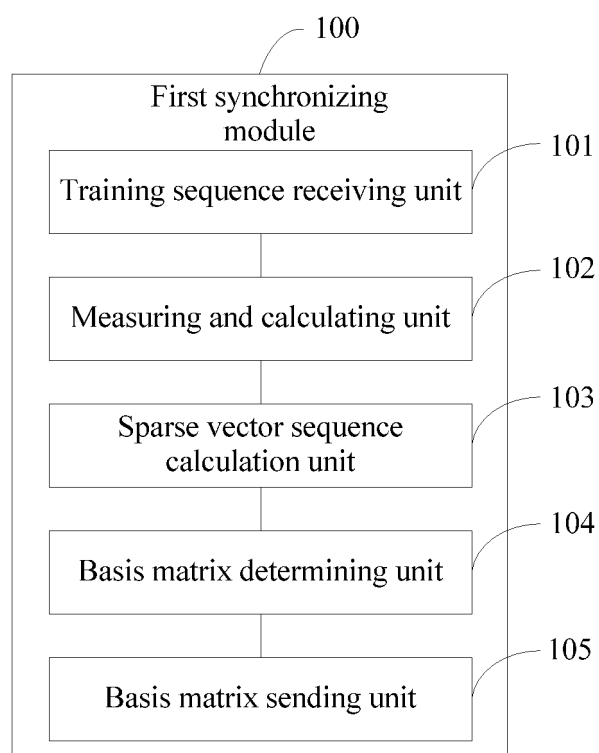 100
First synchronizing
module
101
Training sequence receiving unit
102
Measuring and calculating unit
103
Sparse vector sequence
calculation unit
104
Basis matrix determining unit
105
Basis matrix sending unit